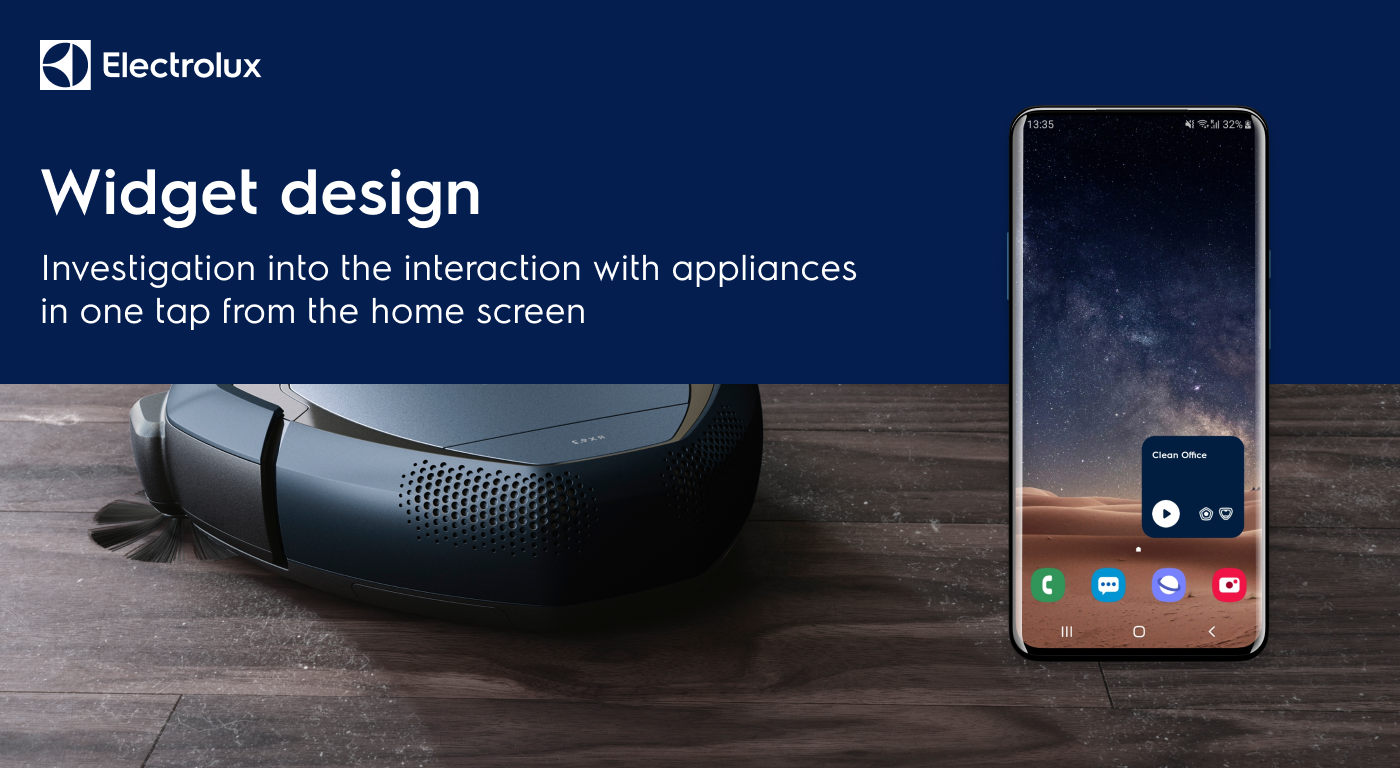 Electrolux
Widget design
Investigation into the interaction with appliances
in one tap from the home screen
13:35
32%
Clean Office